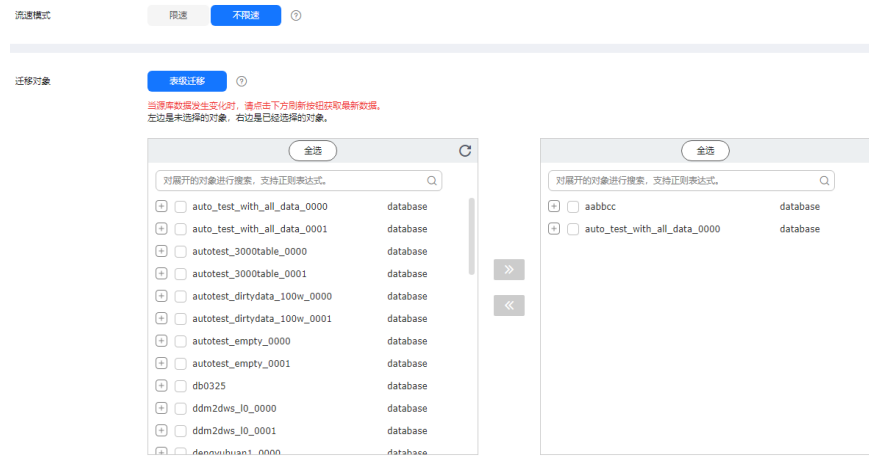 流速模式 限速 不限速 ?
迁移对象 表级迁移 ?
当源库数据发生变化时，请点击下方刷新按钮获取最新数据。
左边是未选择的对象，右边是已经选择的对象。
全选
对展开的对象进行搜索，支持正则表达式。
auto_test_with_all_data_0000 database
auto_test_with_all_data_0001 database
autotest_3000table_0000 database
autotest_3000table_0001 database
autotest_dirtydata_100w_0000 database
autotest_dirtydata_100w_0001 database
autotest_empty_0000 database
autotest_empty_0001 database
db0325 database
ddm2dws_l0_0000 database
ddm2dws_l0_0001 database
dengyuhuan1_0000 database
全选
对展开的对象进行搜索，支持正则表达式。
aabbcc database
auto_test_with_all_data_0000 database